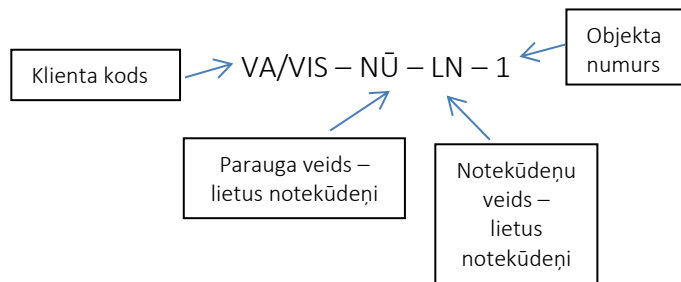 Klienta kods
VA/VIS – NŪ – LN – 1
Objekta
numurs
Parauga veids –
lietus notekūdeņi
Notekūdeņu
veids –
lietus
notekūdeņi